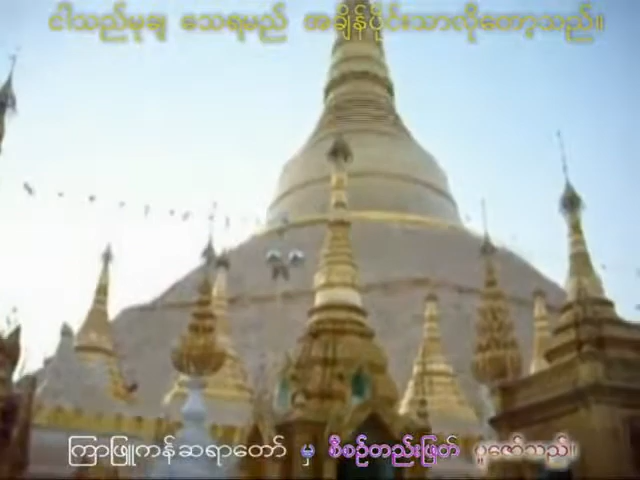 ငါသည်မုချ သေရမည် အချိန်ပိုင်းသာလိုတော့သည်။
ကြာဖြူကန်ဆရာတော် မှ စီစဉ်တည်းဖြတ် ပူဇော်သည်။